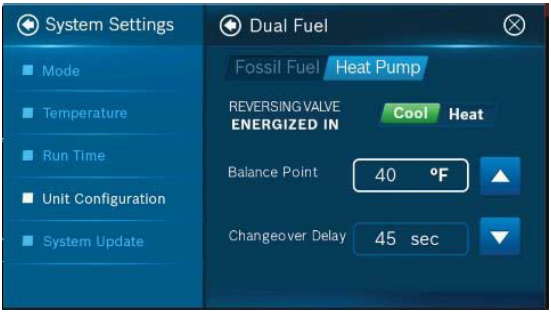 System Settings
Mode
Temperature
Run Time
Unit Configuration
System Update
Dual Fuel
Fossil Fuel Heat Pump
REVERSING VALVE
ENERGIZED IN
Cool Heat
Balance Point 40 ºF
Changeover Delay 45 sec